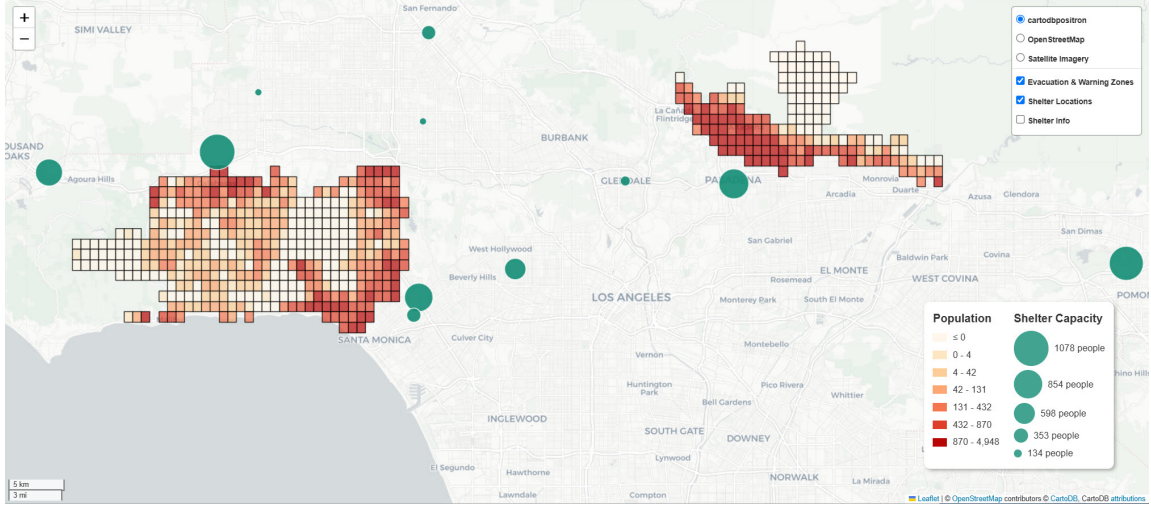 +
−
San Fernando
SIMI VALLEY
OUSAND
OAKS
Agoura Hills
BURBANK
La Caña
Flintridge
GLENDALE
PASADENA
Arcadia
Monrovia
Duarte
Azusa
Glendora
San Dimas
West Hollywood
Beverly Hills
San Gabriel
Baldwin Park
Covina
EL MONTE
WEST COVINA
Rosemead
POMO
LOS ANGELES
Monterey Park
South El Monte
SANTA MONICA
Culver City
Vernon
Montebello
Huntington
Park
Pico Rivera
Bell Gardens
Whittier
hino Hills
INGLEWOOD
SOUTH GATE
DOWNEY
Lynwood
El Segundo
Hawthorne
NORWALK
La Mirada
Lawndale
Compton
cartodbpositron
OpenStreetMap
Satellite Imagery
Evacuation & Warning Zones
Shelter Locations
Shelter Info
Population
≤ 0
0 - 4
4 - 42
42 - 131
131 - 432
432 - 870
870 - 4,948
Shelter Capacity
1078 people
854 people
598 people
353 people
134 people
5 km
3 mi
Leaflet | © OpenStreetMap contributors © CartoDB, CartoDB attributions